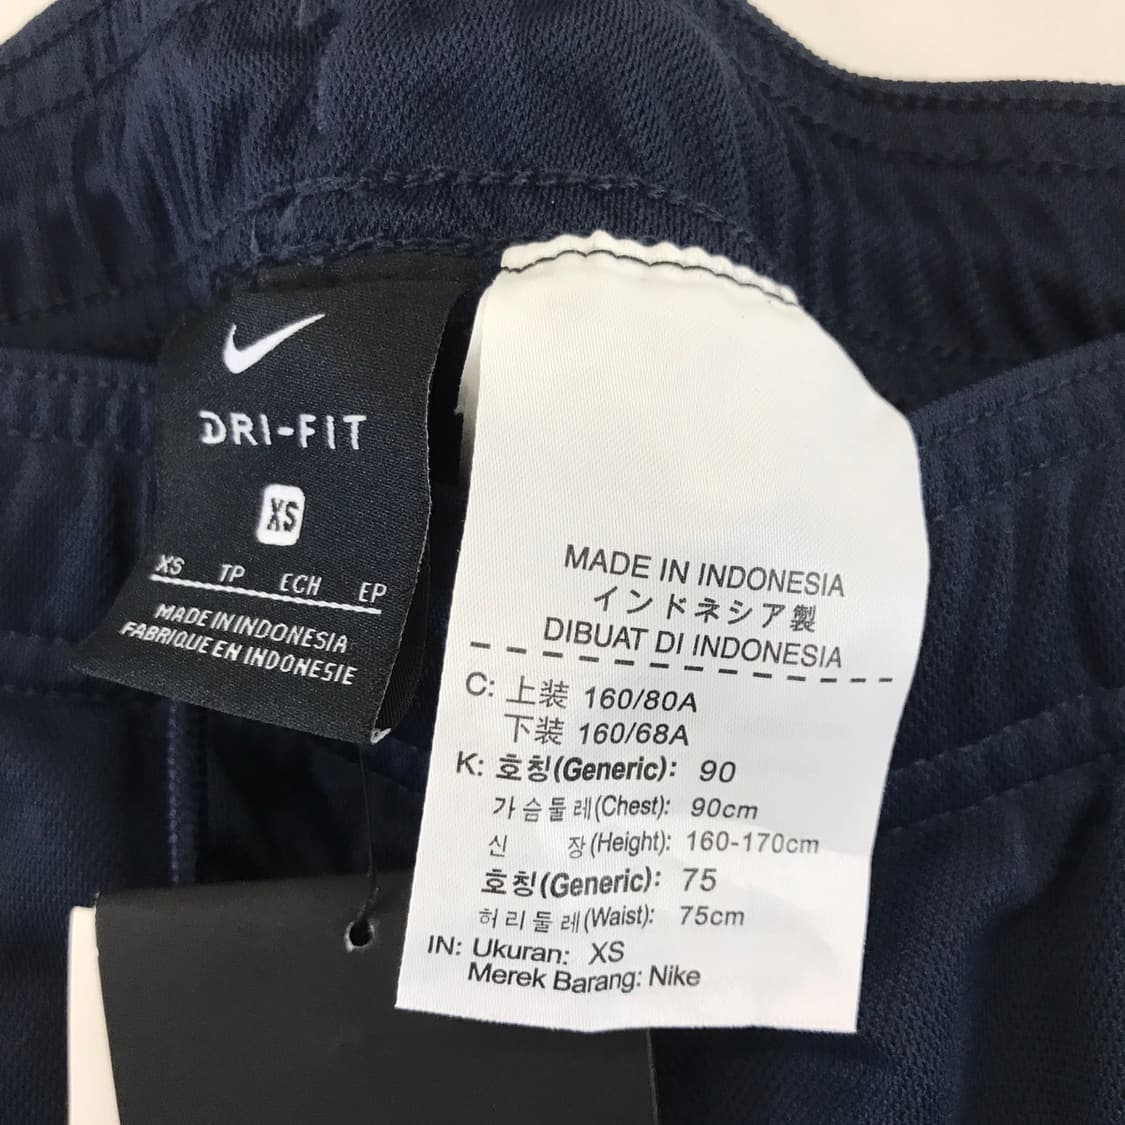 DRI-FIT
XS
XS TP ECH EP
MADE IN INDONESIA
FABRIQUE EN INDONESIE
MADE IN INDONESIA
インドネシア製
DIBUAT DI INDONESIA
C: 上装 160/80A
下装 160/68A
K: 호칭(Generic): 90
가슴둘레(Chest): 90cm
신 장(Height): 160-170cm
호칭(Generic): 75
허리둘레(Waist): 75cm
IN: Ukuran: XS
Merek Barang: Nike